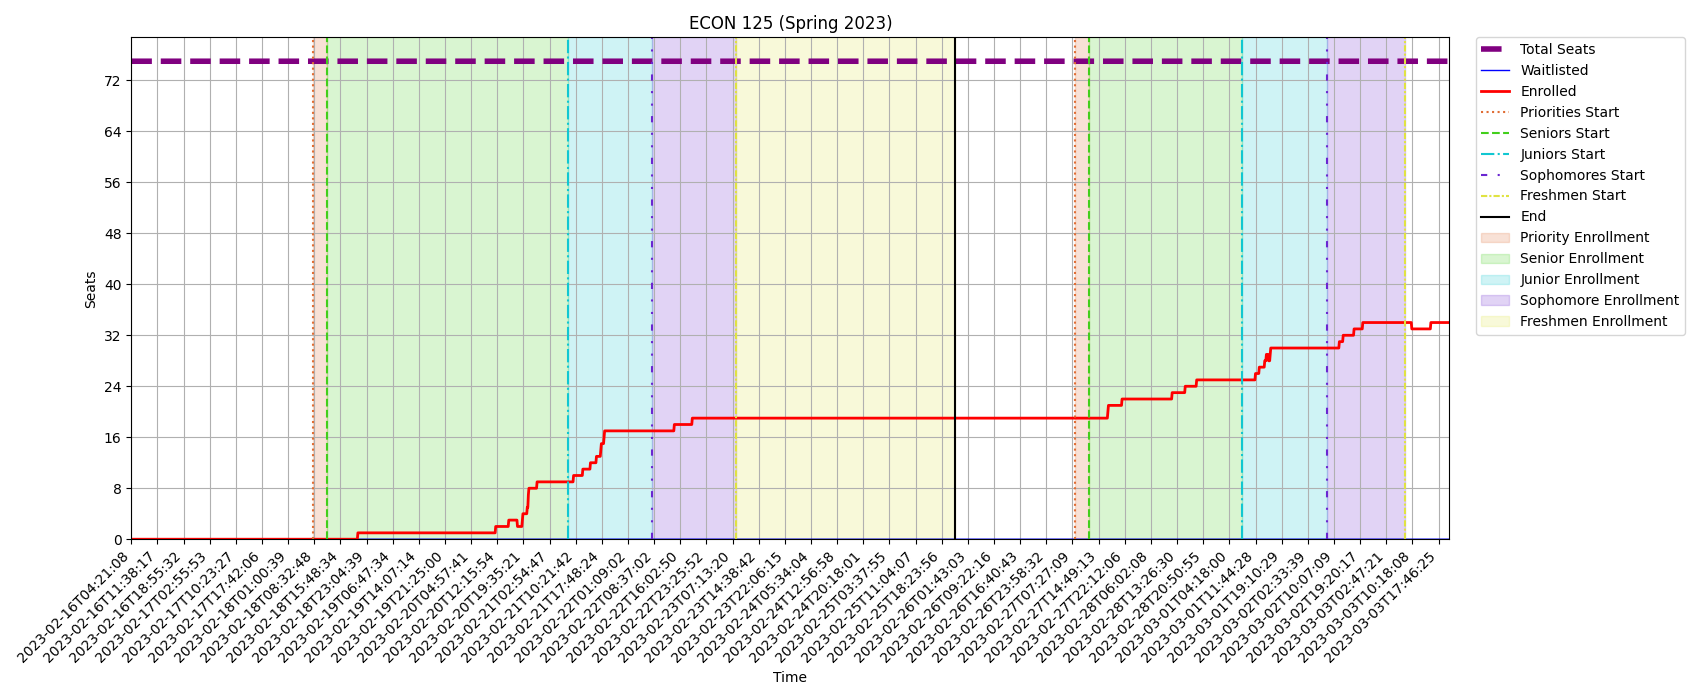 ECON 125 (Spring 2023)
Seats
72
64
56
48
40
32
24
16
8
0
2023-02-16T04:21:08
2023-02-16T11:38:17
2023-02-16T18:55:32
2023-02-17T02:55:53
2023-02-17T10:23:27
2023-02-17T17:42:06
2023-02-18T01:00:39
2023-02-18T08:32:48
2023-02-18T15:48:34
2023-02-18T23:04:39
2023-02-19T06:47:34
2023-02-19T14:07:14
2023-02-19T21:25:00
2023-02-20T04:57:41
2023-02-20T12:15:54
2023-02-20T19:35:21
2023-02-21T02:54:47
2023-02-21T10:21:42
2023-02-21T17:48:24
2023-02-22T01:09:02
2023-02-22T08:37:02
2023-02-22T16:02:50
2023-02-22T23:25:52
2023-02-23T07:13:20
2023-02-23T14:38:42
2023-02-23T22:06:15
2023-02-24T05:34:04
2023-02-24T12:56:58
2023-02-24T20:18:01
2023-02-25T03:37:55
2023-02-25T11:04:07
2023-02-25T18:23:56
2023-02-26T01:43:03
2023-02-26T09:22:16
2023-02-26T16:40:43
2023-02-26T23:58:32
2023-02-27T07:27:09
2023-02-27T14:49:13
2023-02-27T22:12:06
2023-02-28T06:02:08
2023-02-28T13:26:30
2023-02-28T20:50:55
2023-03-01T04:18:00
2023-03-01T11:44:28
2023-03-01T19:10:29
2023-03-02T02:33:39
2023-03-02T10:07:09
2023-03-02T19:20:17
2023-03-03T02:47:21
2023-03-03T10:18:08
2023-03-03T17:46:25
Time
Total Seats
Waitlisted
Enrolled
Priorities Start
Seniors Start
Juniors Start
Sophomores Start
Freshmen Start
End
Priority Enrollment
Senior Enrollment
Junior Enrollment
Sophomore Enrollment
Freshmen Enrollment